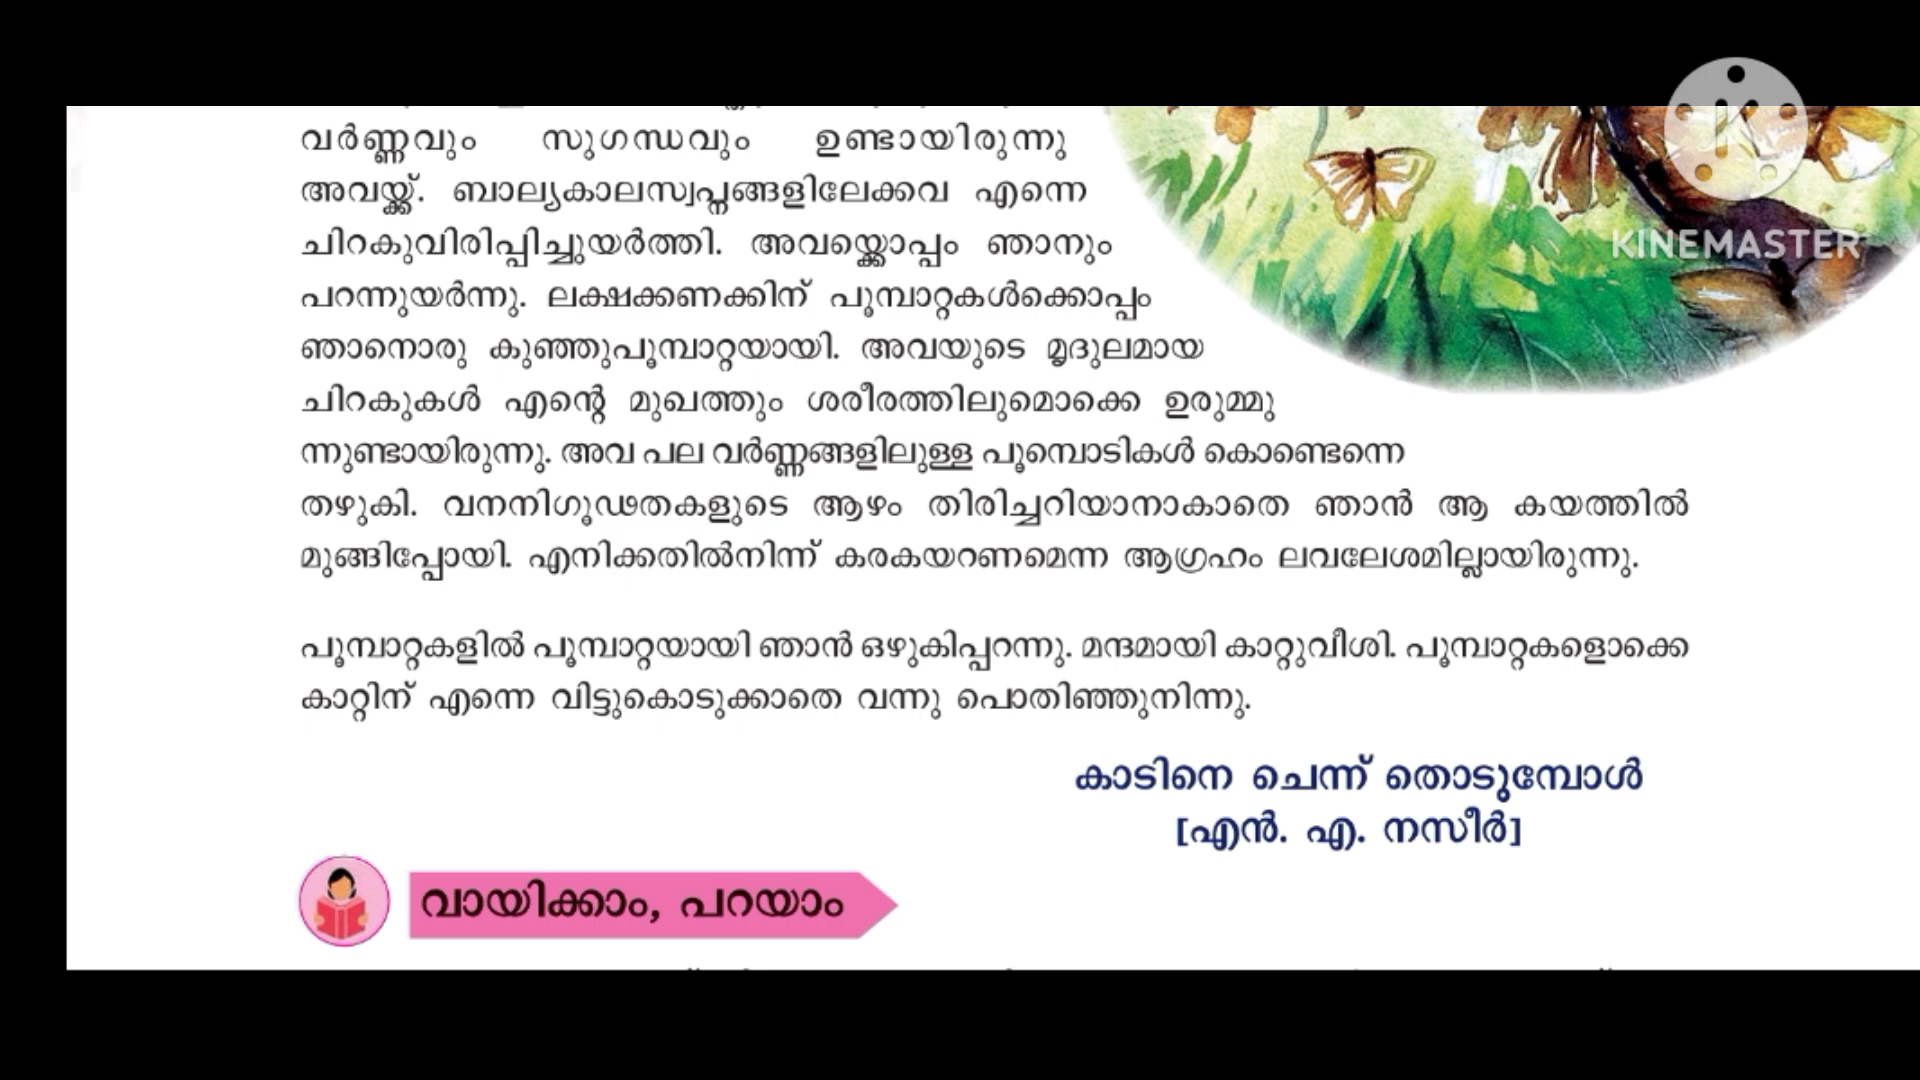 വർണ്ണവും സുഗന്ധവും ഉണ്ടായിരുന്നു
അവയ്ക്ക്. ബാല്യകാലസ്വപ്നങ്ങളിലേക്കവ എന്നെ
ചിറകുവിരിപ്പിച്ചുയർത്തി. അവയ്ക്കൊപ്പം ഞാനും
പറന്നുയർന്നു. ലക്ഷക്കണക്കിന് പൂമ്പാറ്റകൾക്കൊപ്പം
ഞാനൊരു കുഞ്ഞുപൂമ്പാറ്റയായി. അവയുടെ മൃദുലമായ
ചിറകുകൾ എന്റെ മുഖത്തും ശരീരത്തിലുമൊക്കെ ഉരുമ്മു
ന്നുണ്ടായിരുന്നു. അവ പല വർണ്ണങ്ങളിലുള്ള പൂമ്പൊടികൾ കൊണ്ടെന്നെ
തഴുകി. വനനിഗൂഢതകളുടെ ആഴം തിരിച്ചറിയാനാകാതെ ഞാൻ ആ കയത്തിൽ
മുങ്ങിപ്പോയി. എനിക്കതിൽനിന്ന് കരകയറണമെന്ന ആഗ്രഹം ലവലേശമില്ലായിരുന്നു.
പൂമ്പാറ്റകളിൽ പൂമ്പാറ്റയായി ഞാൻ ഒഴുകിപ്പറന്നു. മന്ദമായി കാറ്റുവീശി. പൂമ്പാറ്റകളൊക്കെ
കാറ്റിന് എന്നെ വിട്ടുകൊടുക്കാതെ വന്നു പൊതിഞ്ഞുനിന്നു.
കാടിനെ ചെന്ന് തൊടുമ്പോൾ
[എൻ. എ. നസീർ]
വായിക്കാം, പറയാം
KINEMASTER